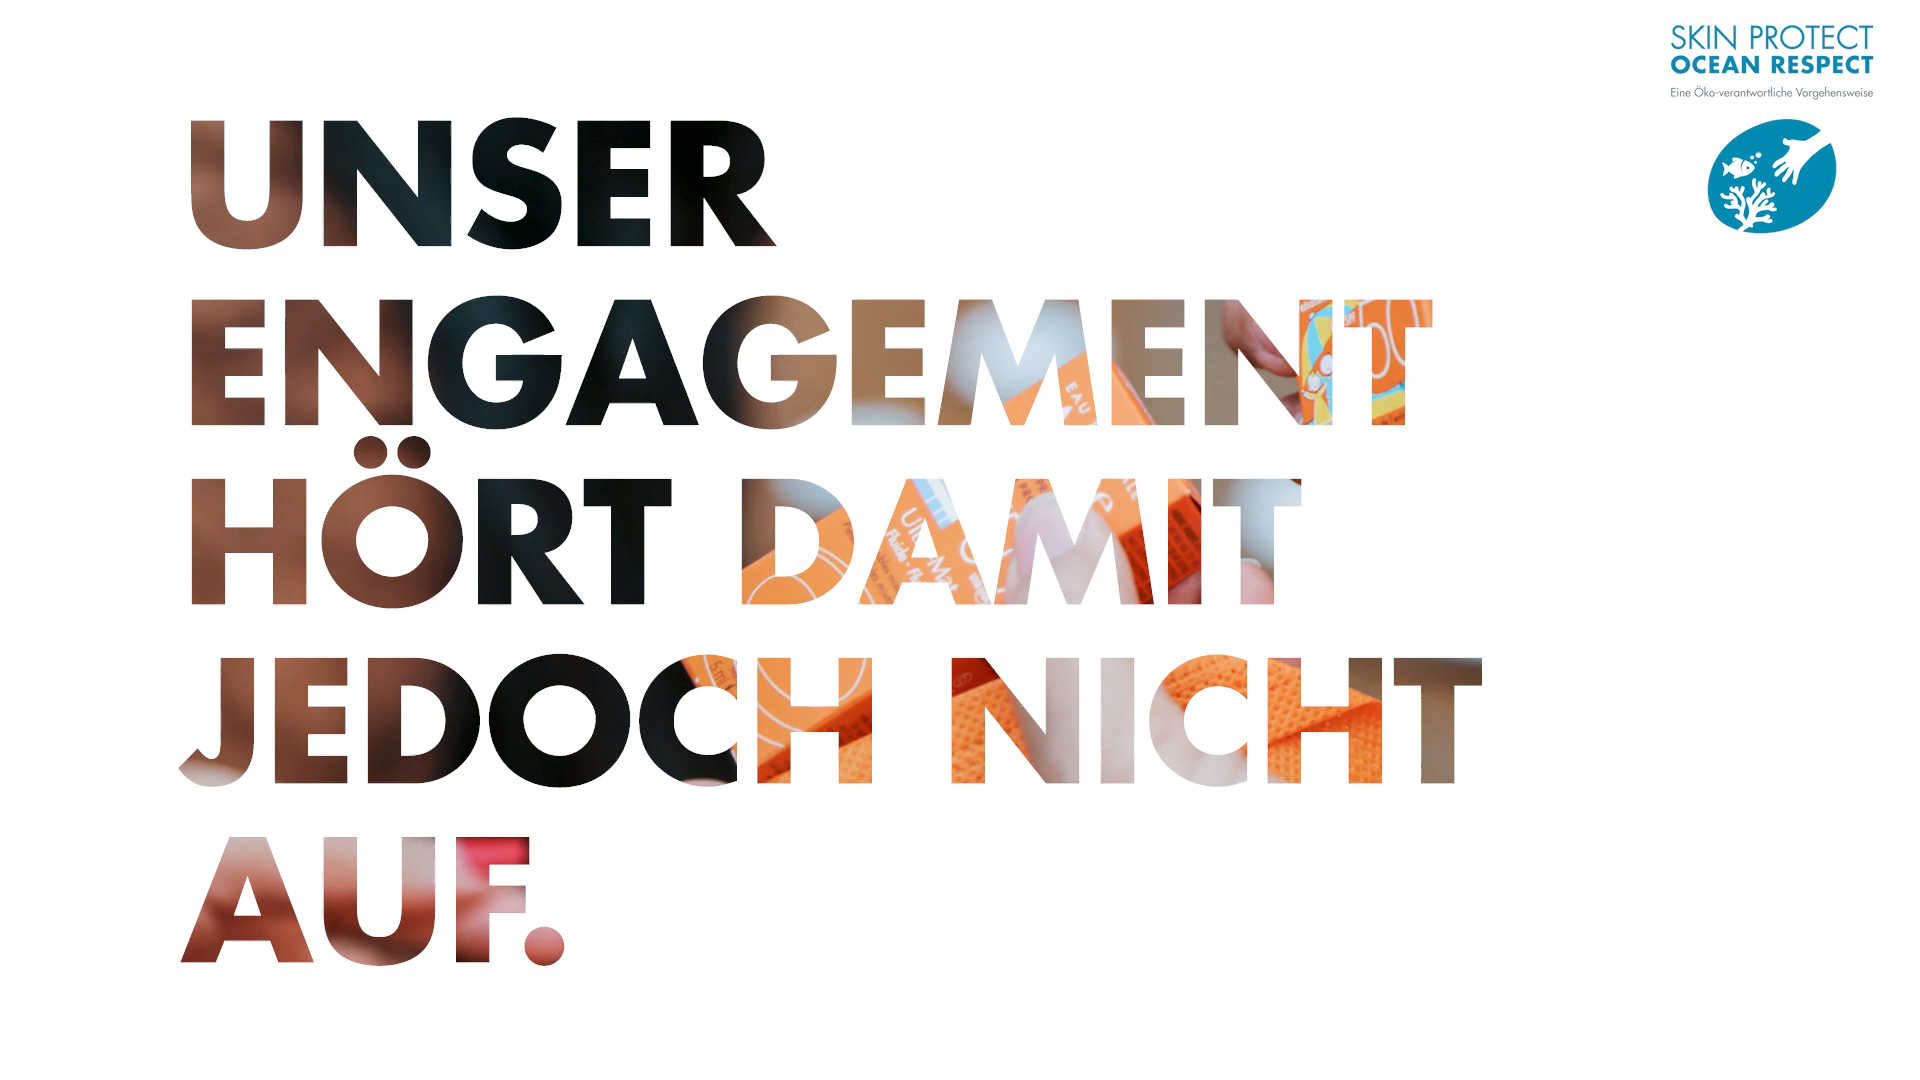 SKIN PROTECT
OCEAN RESPECT
Eine Öko-verantwortliche Vorgehensweise
UNSER
ENGAGEMENT
HÖRT DAMIT
JEDOCH NICHT
AUF.